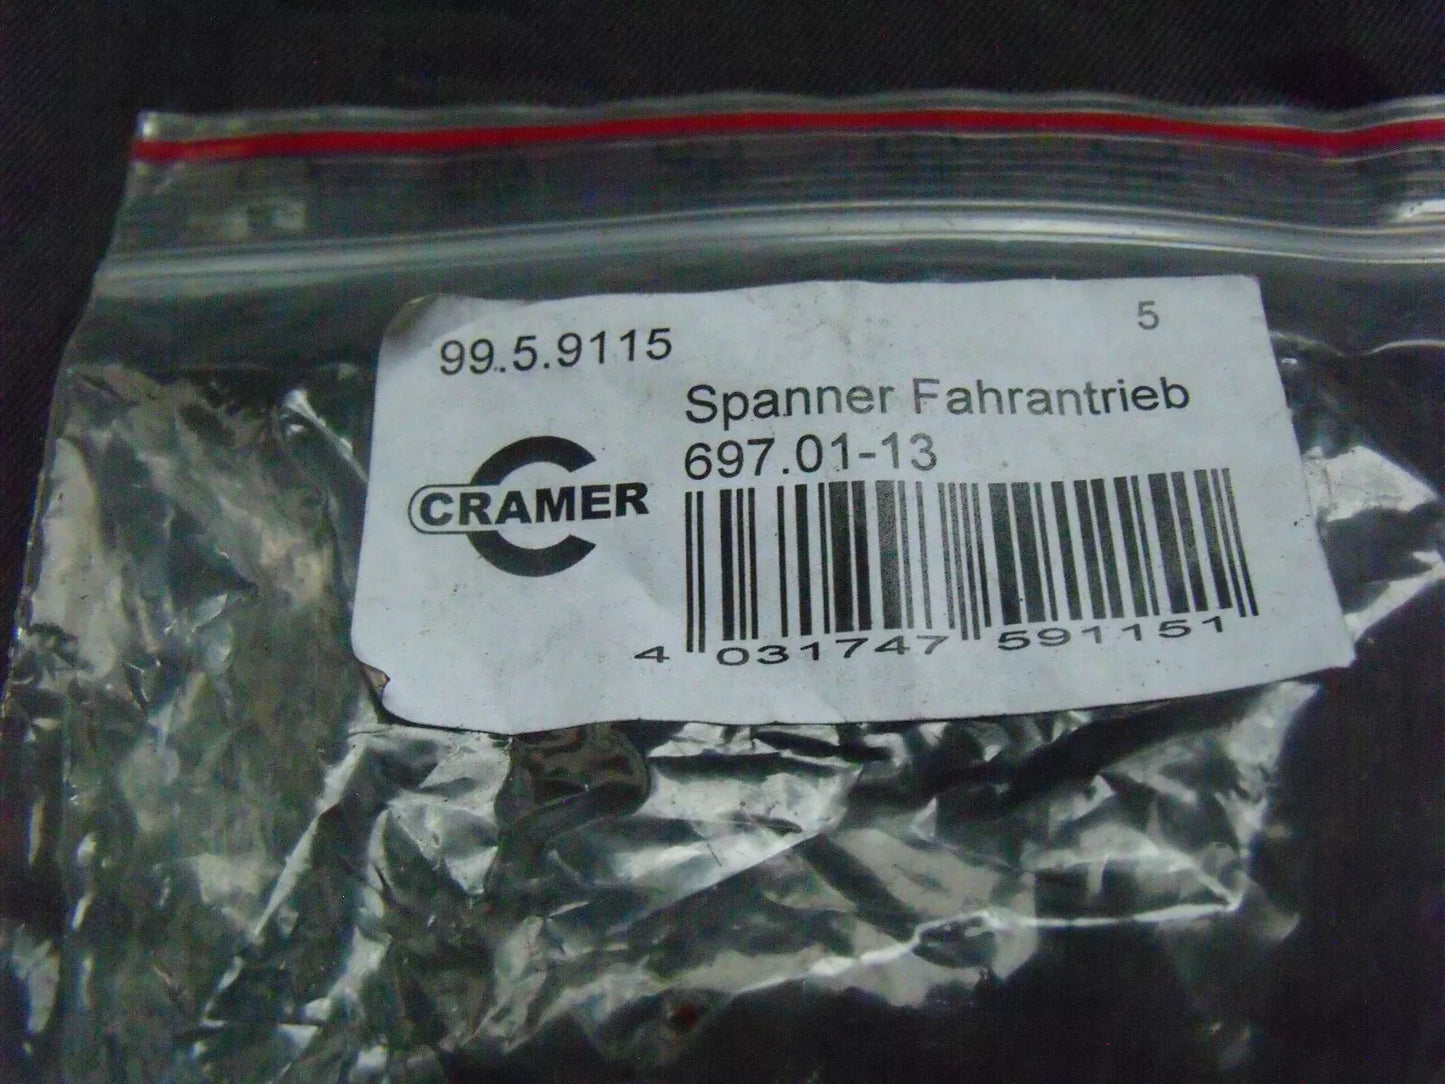 99.5.9115
5
Spanner Fahrantrieb
697.01-13
CRAMER
4 031747 591151